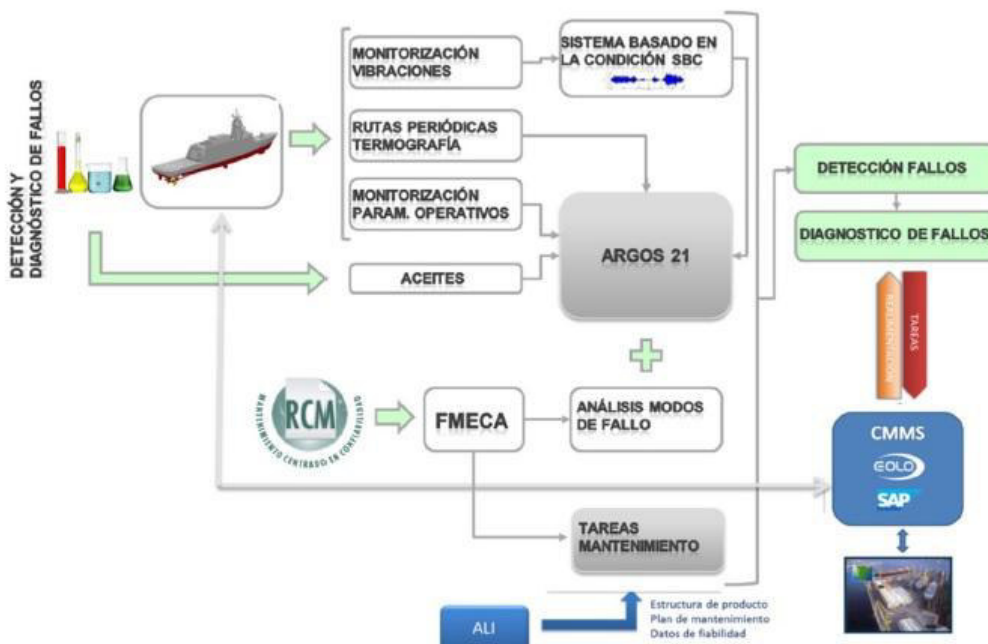 DETECCIÓN Y
DIAGNÓSTICO DE FALLOS
MONITORIZACIÓN
VIBRACIONES
SISTEMA BASADO EN
LA CONDICIÓN SBC
RUTAS PERIÓDICAS
TERMOGRAFÍA
MONITORIZACIÓN
PARAM. OPERATIVOS
ACEITES
ARGOS 21
DETECCIÓN FALLOS
DIAGNOSTICO DE FALLOS
REALIMENTACION
TAREAS
RCM
MANTENIMIENTO CENTRADO EN CONFIABILIDAD
FMECA
ANÁLISIS MODOS
DE FALLO
CMMS
EOLO
SAP
TAREAS
MANTENIMIENTO
ALI
Estructura de producto
Plan de mantenimiento
Datos de fiabilidad